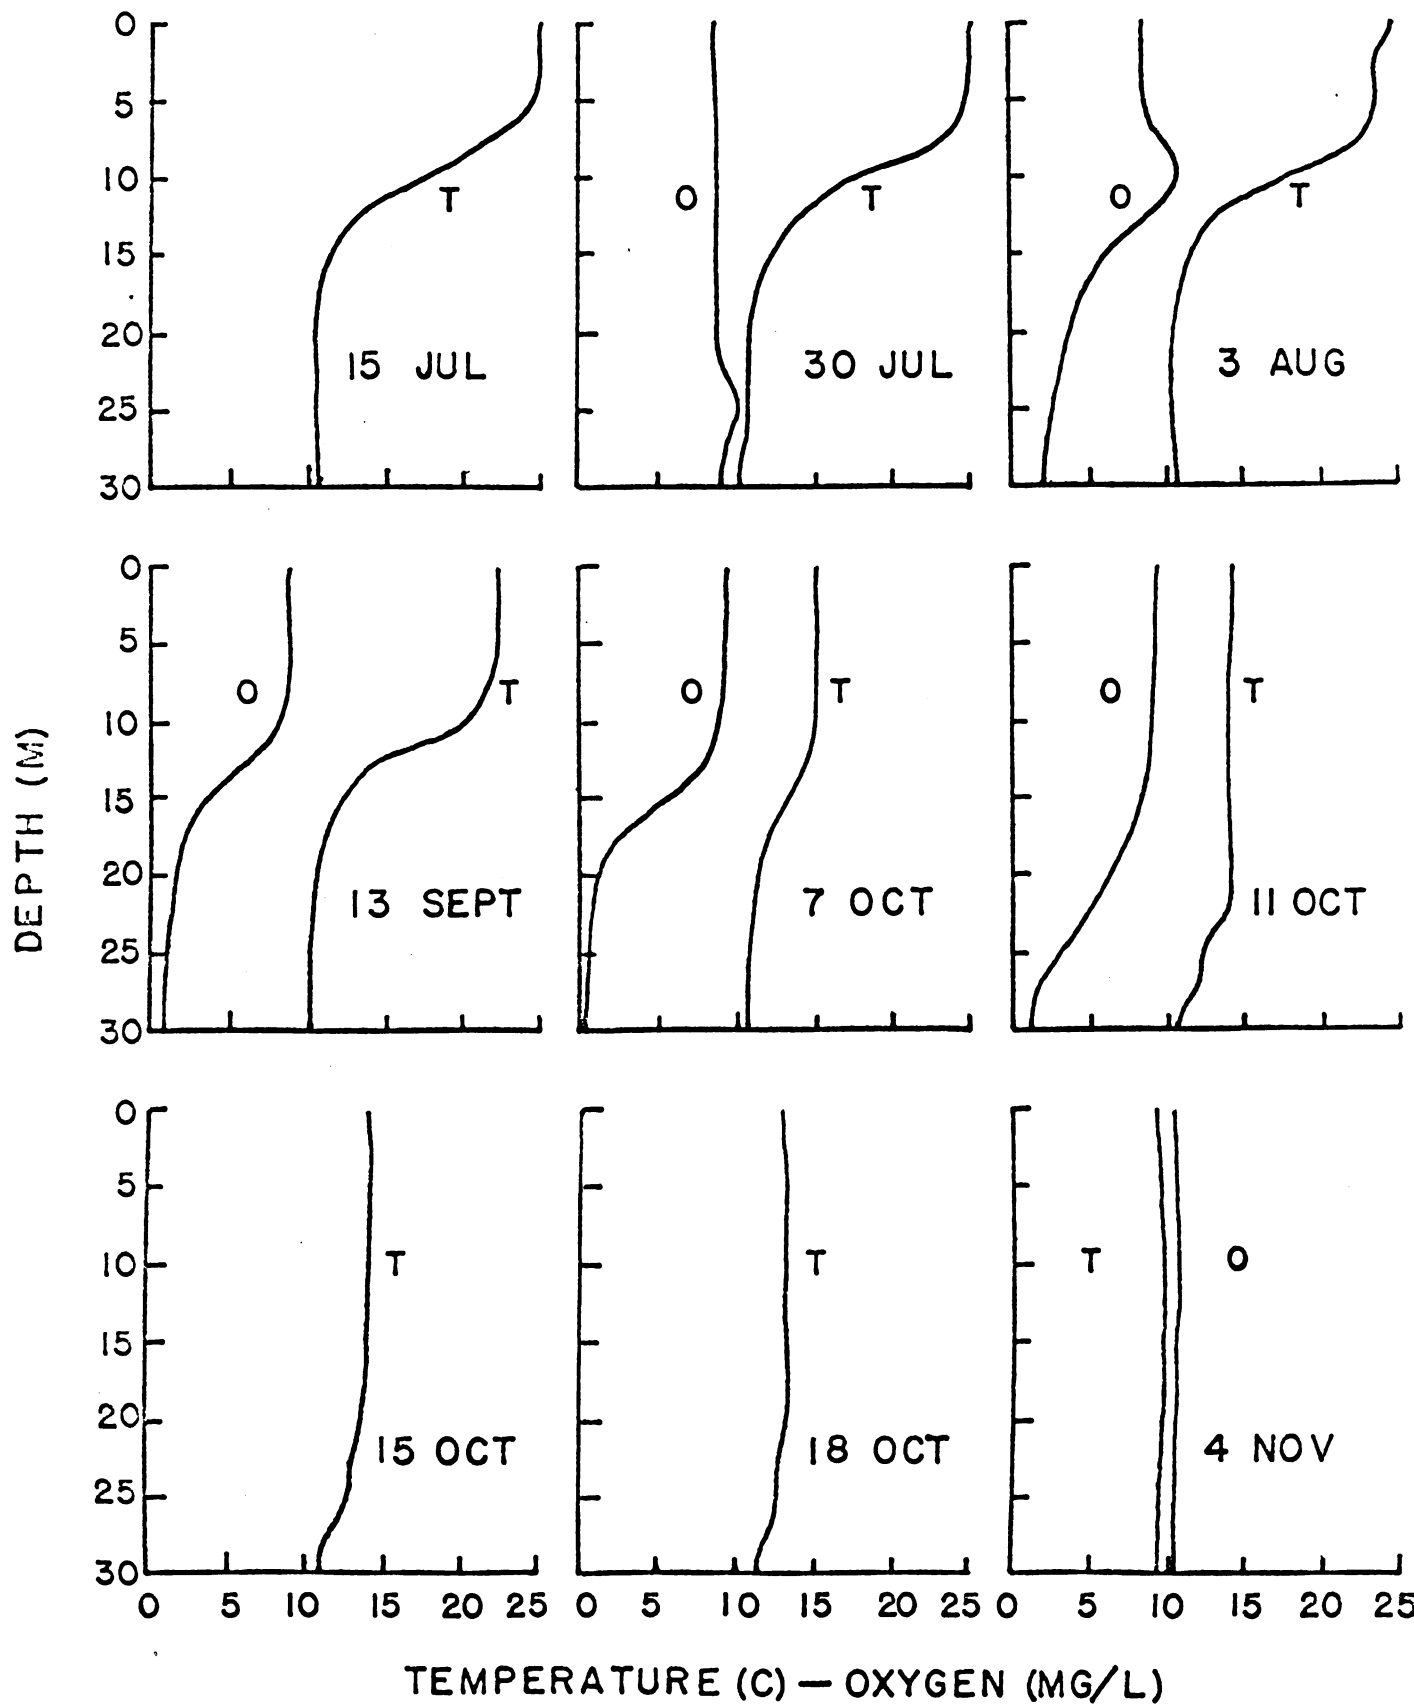 0
5
10
15
20
25
30
T
15 JUL
O
T
30 JUL
O
T
3 AUG
DEPTH (M)
0
5
10
15
20
25
30
O
T
13 SEPT
O
T
7 OCT
O
T
11 OCT
0
5
10
15
20
25
30
T
15 OCT
T
18 OCT
T
O
4 NOV
0 5 10 15 20 25 0 5 10 15 20 25 0 5 10 15 20 25
TEMPERATURE (C) — OXYGEN (MG/L)